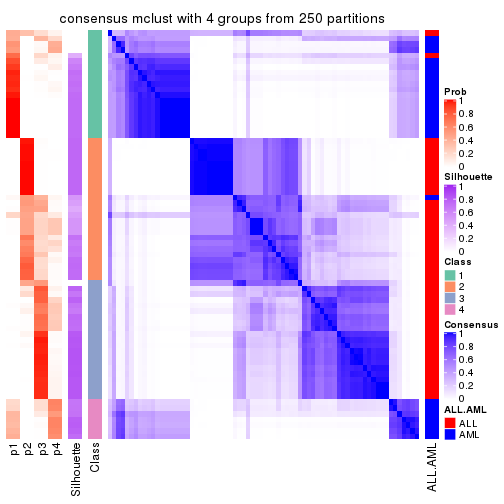 consensus mclust with 4 groups from 250 partitions
Prob
1
0.8
0.6
0.4
0.2
0
Silhouette
1
0.8
0.6
0.4
0.2
0
Class
1
2
3
4
Consensus
1
0.8
0.6
0.4
0.2
0
ALL.AML
ALL
AML
p1
p2
p3
p4
Silhouette
Class
ALL.AML